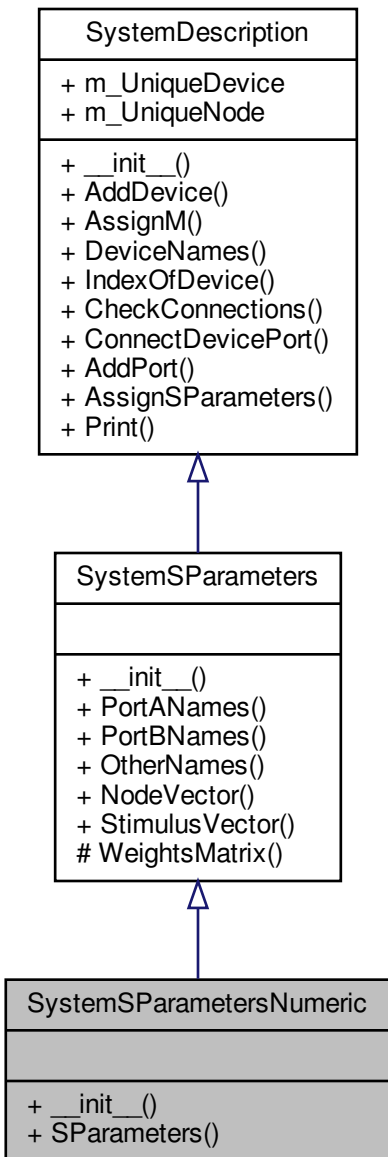 SystemDescription
+ m_UniqueDevice
+ m_UniqueNode
+ __init__()
+ AddDevice()
+ AssignM()
+ DeviceNames()
+ IndexOfDevice()
+ CheckConnections()
+ ConnectDevicePort()
+ AddPort()
+ AssignSParameters()
+ Print()
SystemSParameters
+ __init__()
+ PortANames()
+ PortBNames()
+ OtherNames()
+ NodeVector()
+ StimulusVector()
# WeightsMatrix()
SystemSParametersNumeric
+ __init__()
+ SParameters()